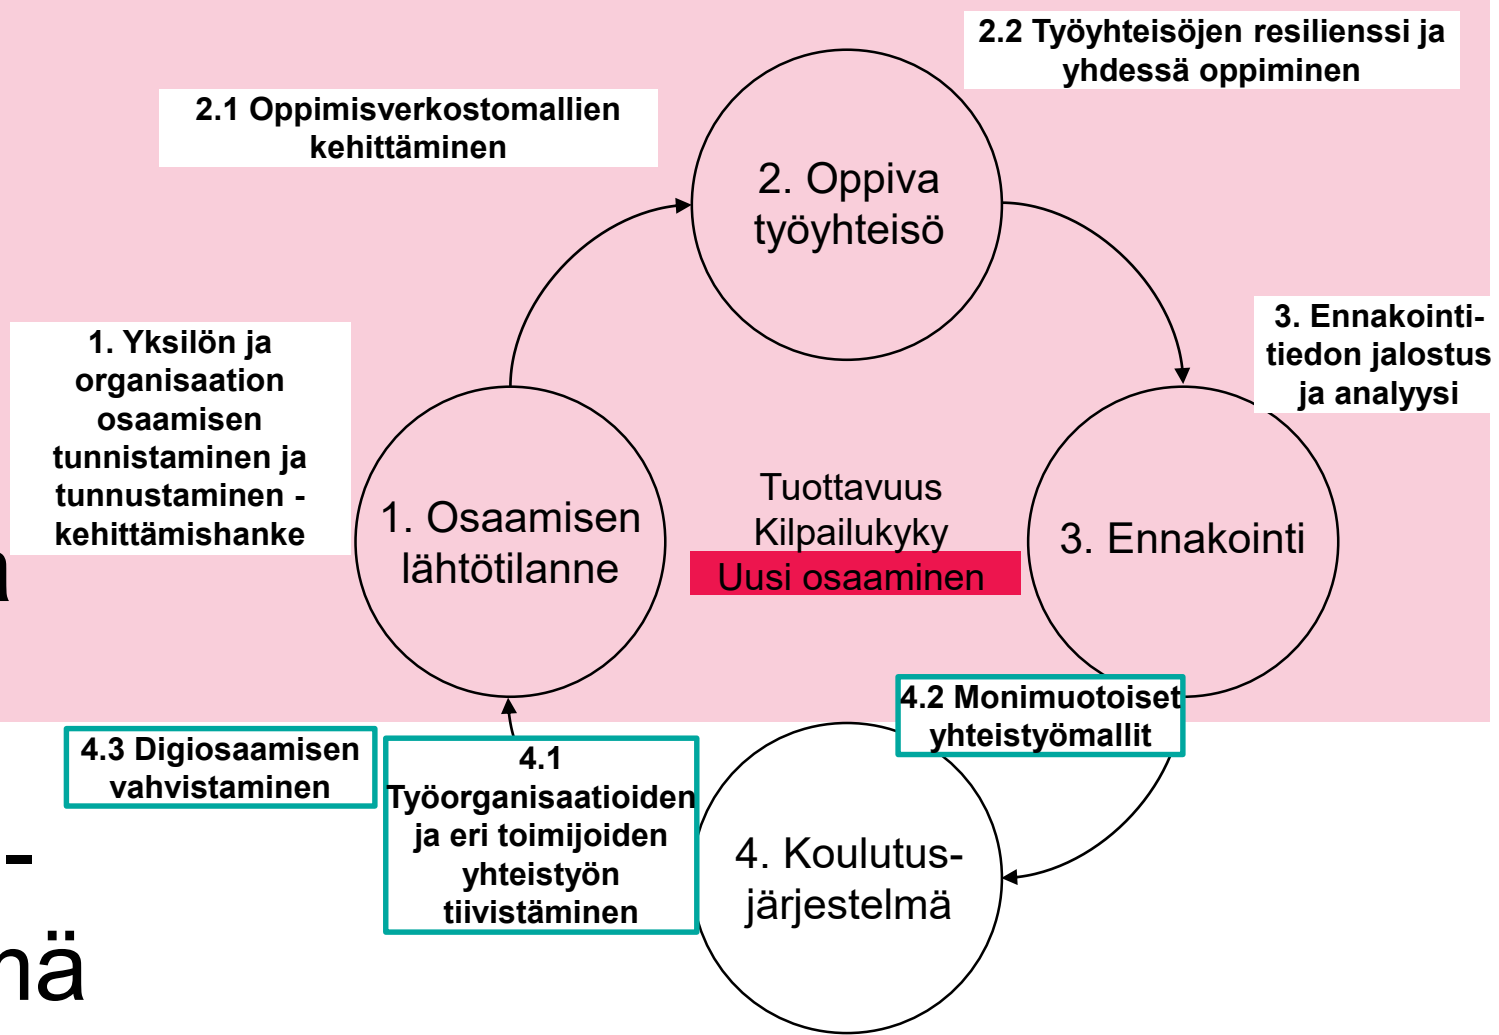 2.2 Työyhteisöjen resilienssi ja
yhdessä oppiminen
2.1 Oppimisverkostomallien
kehittäminen
2. Oppiva
työyhteisö
3. Ennakointi-
tiedon jalostus
ja analyysi
1. Yksilön ja
organisaation
osaamisen
tunnistaminen ja
tunnustaminen -
kehittämishanke
1. Osaamisen
lähtötilanne
Tuottavuus
Kilpailukyky
Uusi osaaminen
3. Ennakointi
4.2 Monimuotoiset
yhteistyömallit
4.3 Digiosaamisen
vahvistaminen
4.1
Työorganisaatioiden
ja eri toimijoiden
yhteistyön
tiivistäminen
4. Koulutus-
järjestelmä